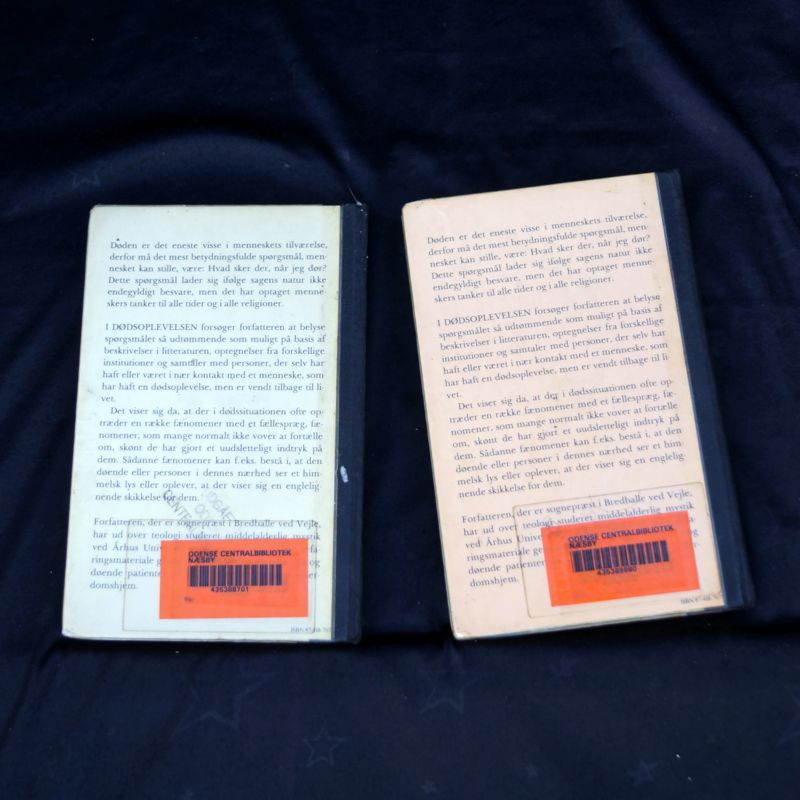 Døden er det eneste visse i menneskets tilværelse,
derfor må det mest betydningsfulde spørgsmål, men-
nesket kan stille, være: Hvad sker der, når jeg dør?
Dette spørgsmål lader sig ifølge sagens natur ikke
endegyldigt besvare, men det har optaget menne-
skers tanker til alle tider og i alle religioner.
I DØDSOPLEVELSEN forsøger forfatteren at belyse
spørgsmålet så udtømmende som muligt på basis af
beskrivelser i litteraturen, optegnelser fra forskellige
institutioner og samtaler med personer, der selv har
haft eller været i nær kontakt med et menneske, som
har haft en dødsoplevelse, men er vendt tilbage til li-
vet.
Det viser sig da, at der i dødssituationen ofte op-
træder en række fænomener med et fællespræg, fæ-
nomener, som mange normalt ikke vover at fortælle
om, skønt de har gjort et uudsletteligt indtryk på
dem. Sådanne fænomener kan f.eks. bestå i, at den
døende eller personer i dennes nærhed ser et him-
melsk lys eller oplever, at der viser sig en englelig-
nende skikkelse for dem.
Forfatteren, der er sognepræst i Bredballe ved Vejle,
har ud over teologi studeret middelalderlig mystik
ved Århus
ringsmateriale
døende
domshjem.
ODENSE CENTRALBIBLIOTEK
NÆSBY
435388701
Døden er det eneste visse i menneskets tilværelse,
derfor må det mest betydningsfulde spørgsmål, men-
nesket kan stille, være: Hvad sker der, når jeg dør?
Dette spørgsmål lader sig ifølge sagens natur ikke
endegyldigt besvare, men det har optaget menne-
skers tanker til alle tider og i alle religioner.
I DØDSOPLEVELSEN forsøger forfatteren at belyse
spørgsmålet så udtømmende som muligt på basis af
beskrivelser i litteraturen, optegnelser fra forskellige
institutioner og samtaler med personer, der selv har
haft eller været i nær kontakt med et menneske, som
har haft en dødsoplevelse, men er vendt tilbage til li-
vet.
Det viser sig da, at der i dødssituationen ofte op-
træder en række fænomener med et fællespræg, fæ-
nomener, som mange normalt ikke vover at fortælle
om, skønt de har gjort et uudsletteligt indtryk på
dem. Sådanne fænomener kan f.eks. bestå i, at den
døende eller personer i dennes nærhed ser et him-
melsk lys eller oplever, at der viser sig en englelig-
nende skikkelse for dem.
Forfatteren, der er sognepræst i Bredballe ved Vejle,
har ud over teologi studeret middelalderlig mystik
ved Århus
ringsmateriale
døende
domshjem.
ODENSE CENTRALBIBLIOTEK
NÆSBY